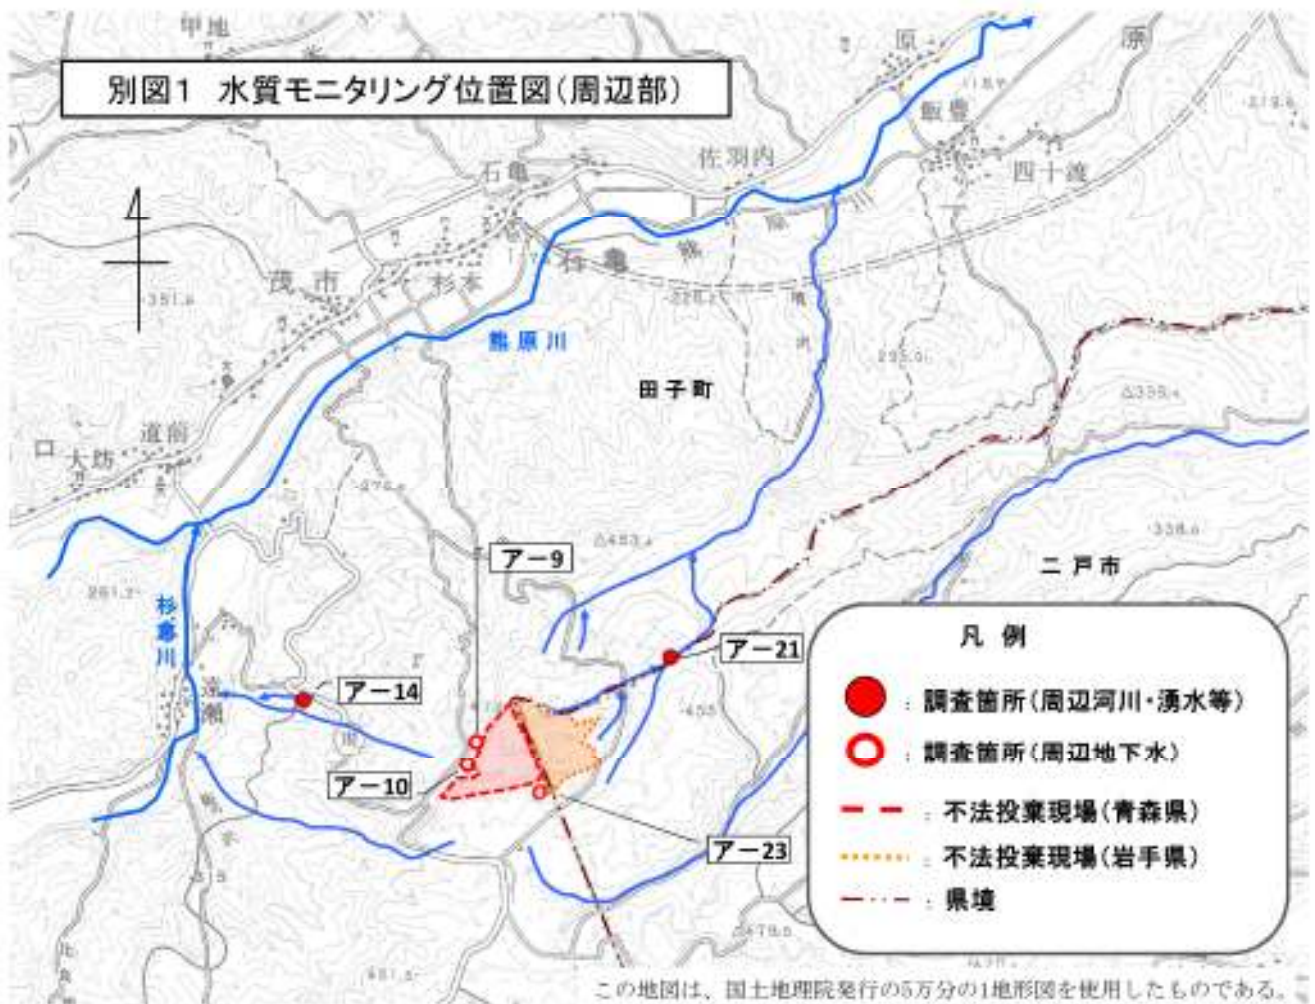 別図1 水質モニタリング位置図(周辺部)
甲地
原
原
飯豊
四十渡
佐羽内
石亀
石亀
熊原川
茂市
杉本
熊原川
田子町
道前
口
大坊
二戸市
杉倉川
ア－9
ア－21
ア－14
ア－10
ア－23
凡 例
：調査箇所(周辺河川・湧水等)
：調査箇所(周辺地下水)
：不法投棄現場(青森県)
：不法投棄現場(岩手県)
：県境
この地図は、国土地理院発行の5万分の1地形図を使用したものである。